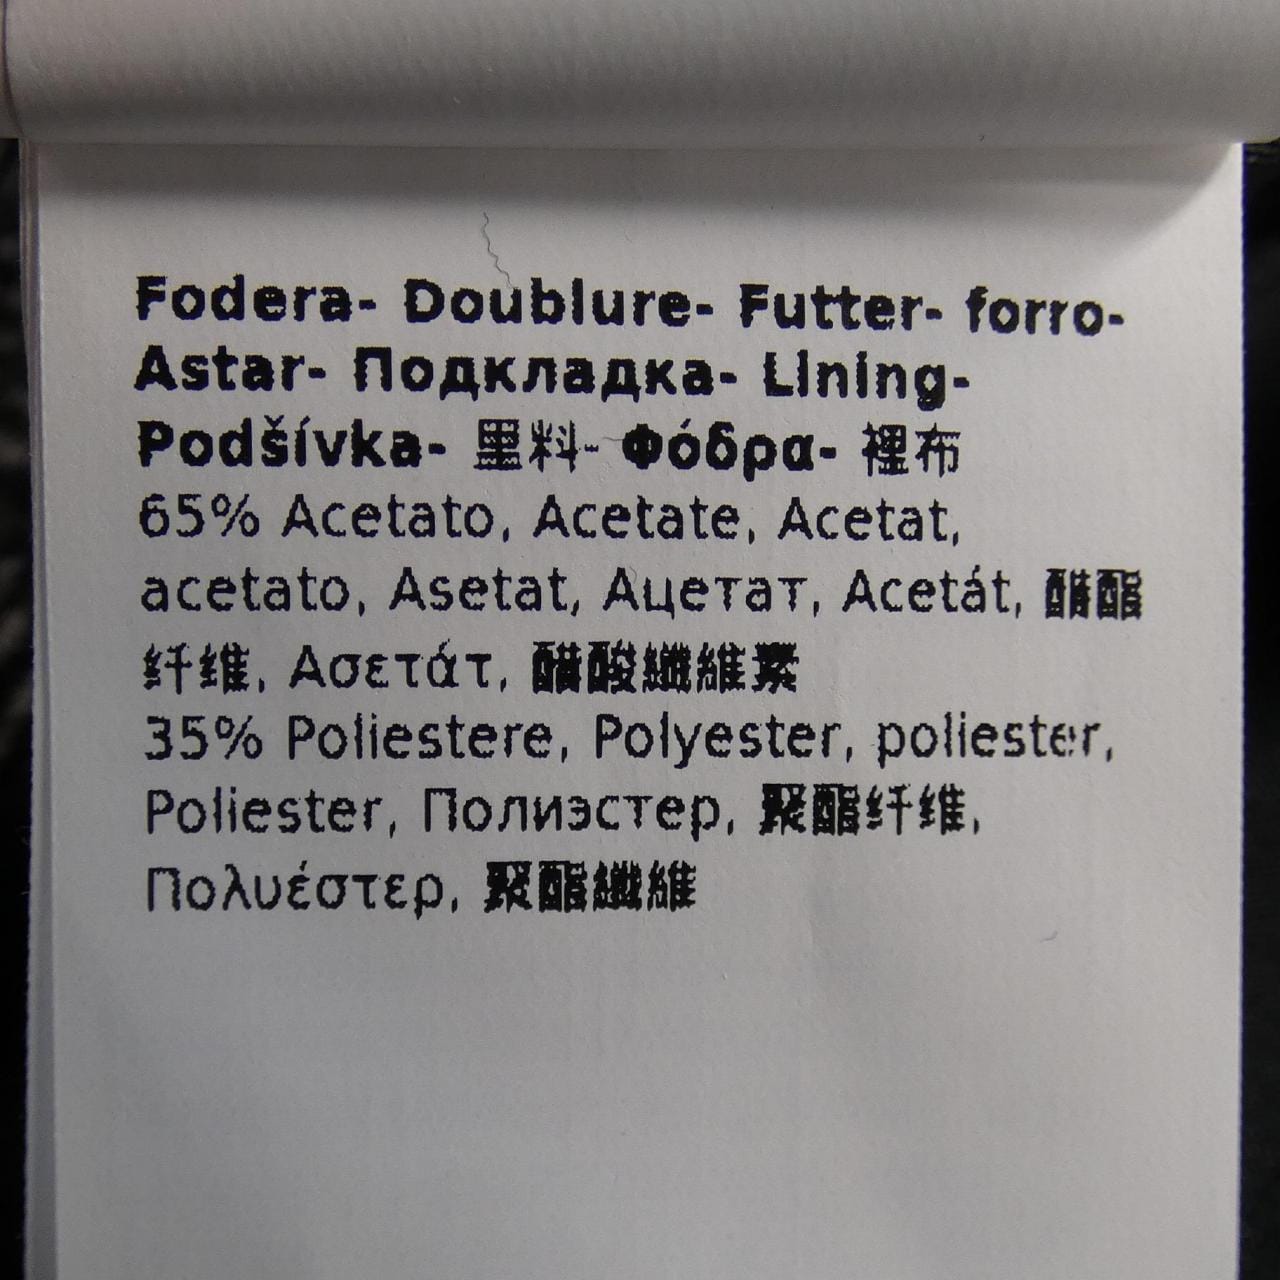 Fodera- Doublure- Futter- forro-
Astar- Подкладка- Lining-
Podšívka- 里料- Φόδρα- 裡布
65% Acetato, Acetate, Acetat,
acetato, Asetat, Ацетат, Acetát, 醋酯
纤维, Ασετάτ, 醋酸纖維素
35% Poliestere, Polyester, poliester,
Poliester, Полиэстер, 聚酯纤维,
Πολυέστερ, 聚酯纖維